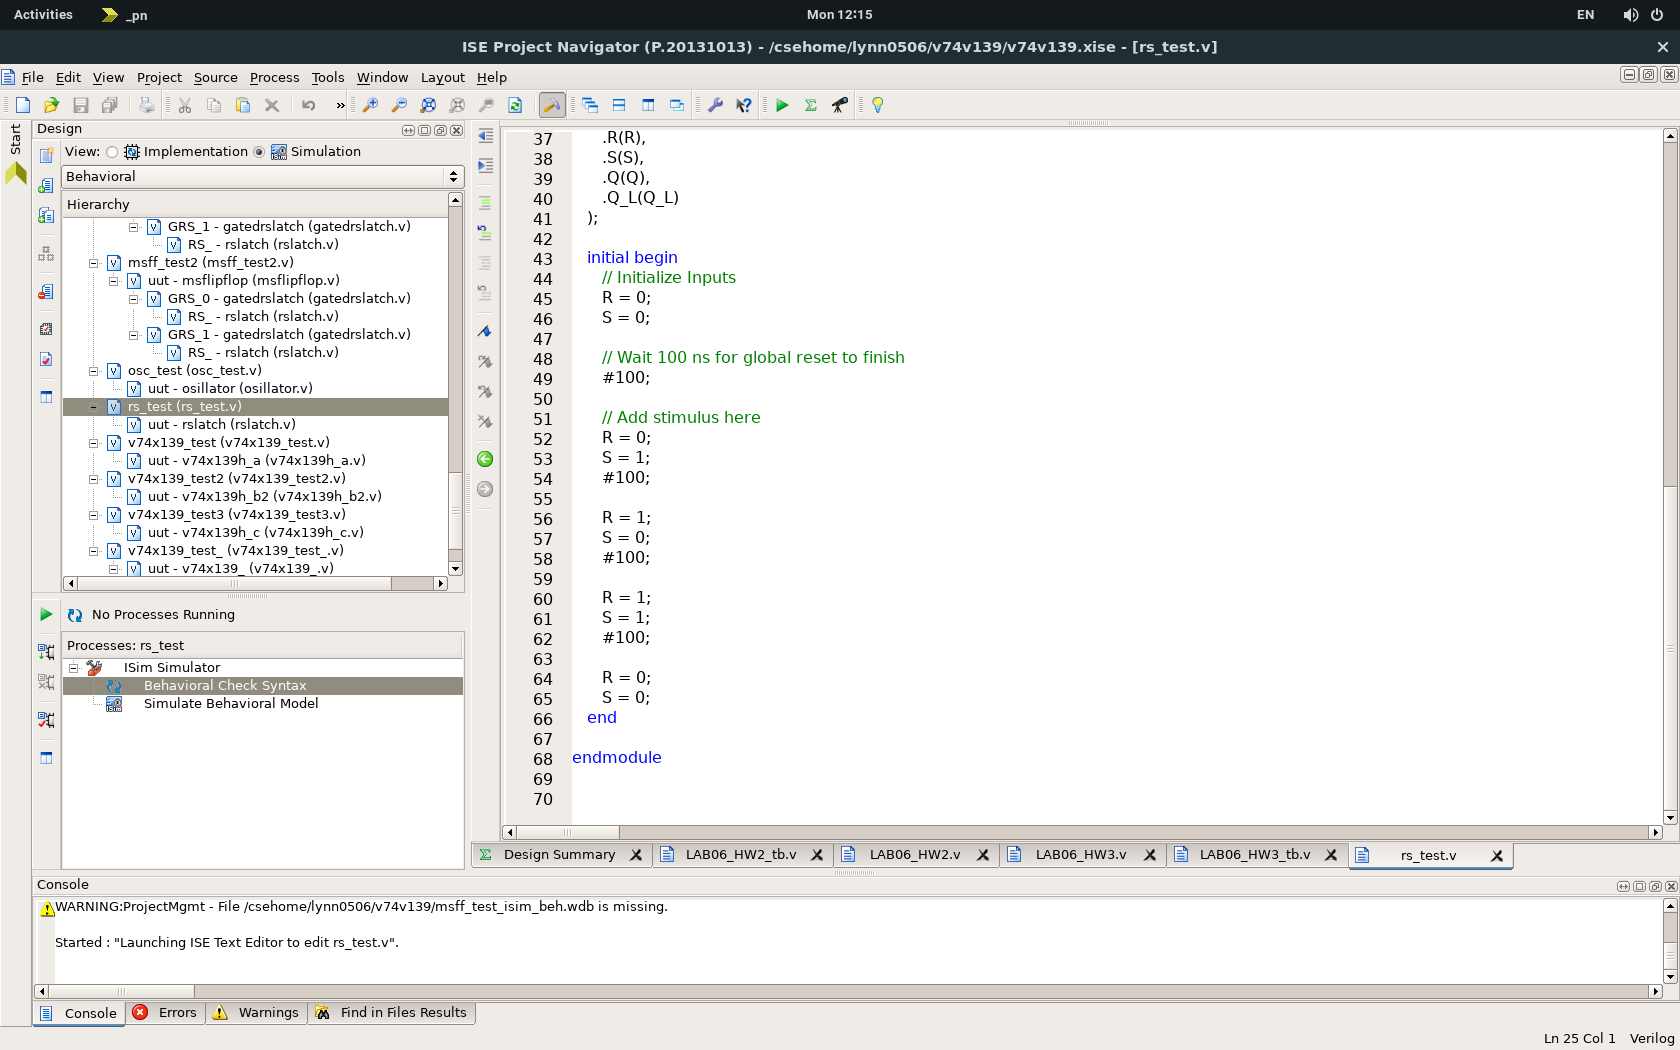 Activities
_pn
Mon 12:15
EN
ISE Project Navigator (P.20131013) - /csehome/lynn0506/v74v139/v74v139.xise - [rs_test.v]
File Edit View Project Source Process Tools Window Layout Help
Start
Design
View: Implementation Simulation
Behavioral
Hierarchy
GRS_1 - gatedrslatch (gatedrslatch.v)
RS_ - rslatch (rslatch.v)
msff_test2 (msff_test2.v)
uut - msflipflop (msflipflop.v)
GRS_0 - gatedrslatch (gatedrslatch.v)
RS_ - rslatch (rslatch.v)
GRS_1 - gatedrslatch (gatedrslatch.v)
RS_ - rslatch (rslatch.v)
osc_test (osc_test.v)
uut - osillator (osillator.v)
rs_test (rs_test.v)
uut - rslatch (rslatch.v)
v74x139_test (v74x139_test.v)
uut - v74x139h_a (v74x139h_a.v)
v74x139_test2 (v74x139_test2.v)
uut - v74x139h_b2 (v74x139h_b2.v)
v74x139_test3 (v74x139_test3.v)
uut - v74x139h_c (v74x139h_c.v)
v74x139_test_ (v74x139_test_.v)
uut - v74x139_ (v74x139_.v)
No Processes Running
Processes: rs_test
ISim Simulator
Behavioral Check Syntax
Simulate Behavioral Model
37 .R(R),
38 .S(S),
39 .Q(Q),
40 .Q_L(Q_L)
41 );
42
43 initial begin
44 // Initialize Inputs
45 R = 0;
46 S = 0;
47
48 // Wait 100 ns for global reset to finish
49 #100;
50
51 // Add stimulus here
52 R = 0;
53 S = 1;
54 #100;
55
56 R = 1;
57 S = 0;
58 #100;
59
60 R = 1;
61 S = 1;
62 #100;
63
64 R = 0;
65 S = 0;
66 end
67
68 endmodule
69
70
Design Summary LAB06_HW2_tb.v LAB06_HW2.v LAB06_HW3.v LAB06_HW3_tb.v rs_test.v
Console
WARNING:ProjectMgmt - File /csehome/lynn0506/v74v139/msff_test_isim_beh.wdb is missing.
Started : "Launching ISE Text Editor to edit rs_test.v".
Console Errors Warnings Find in Files Results
Ln 25 Col 1 Verilog